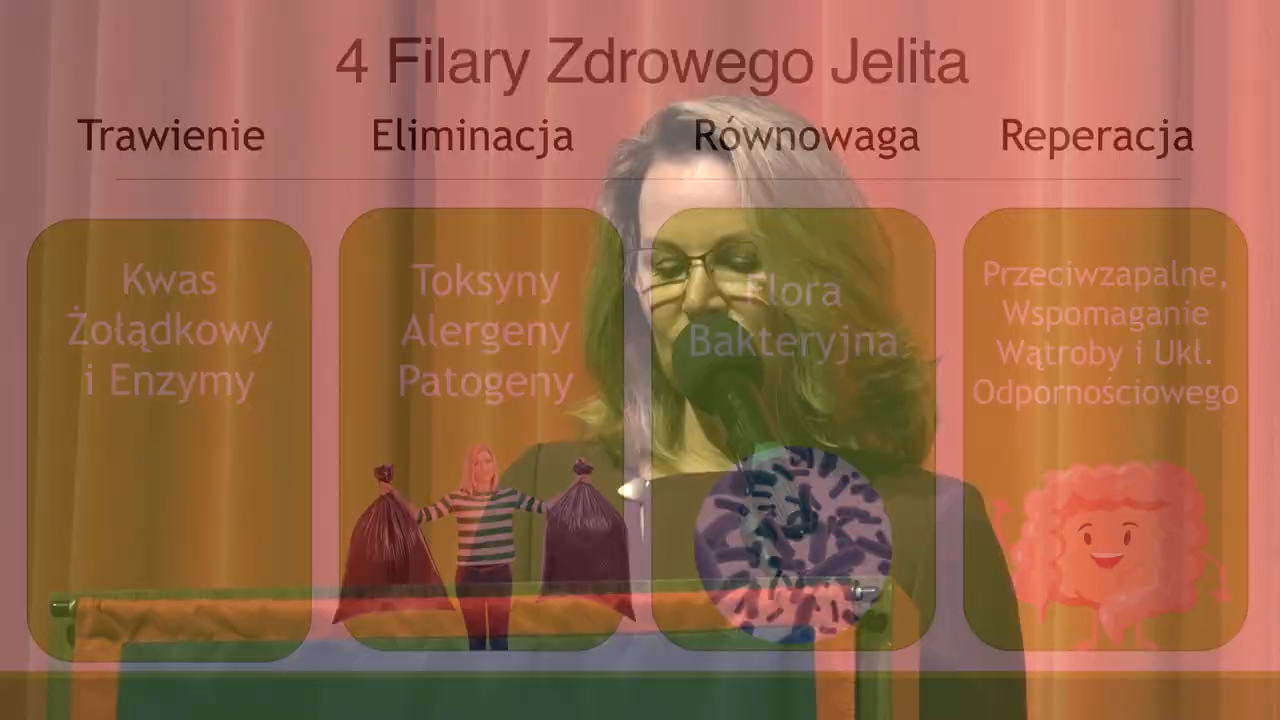 4 Filary Zdrowego Jelita
Trawienie
Eliminacja
Równowaga
Reperacja
Kwas
Żołądkowy
i Enzymy
Toksyny
Alergeny
Patogeny
Flora
Bakteryjna
Przeciwzapalne,
Wspomaganie
Wątroby i Ukł.
Odpornościowego